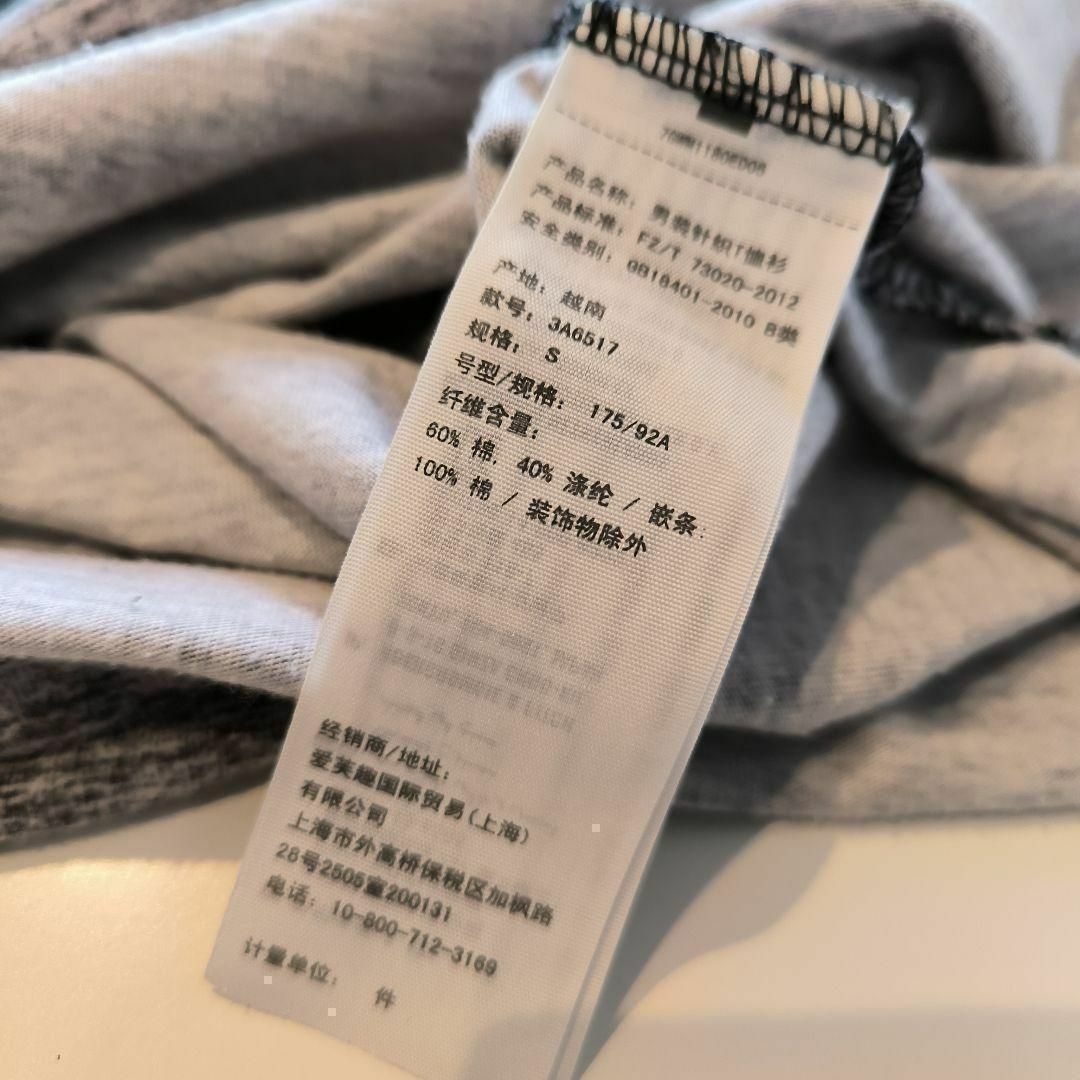 产品名称: 男装针织T恤衫
产品标准: FZ/T 73020-2012
安全类别: GB18401-2010 B类
产地: 越南
款号: 3A6517
规格: S
号型/规格: 175/92A
纤维含量:
60% 棉, 40% 涤纶 / 嵌条:
100% 棉 / 装饰物除外
经销商/地址:
爱芙趣国际贸易(上海)
有限公司
上海市外高桥保税区加枫路
28号2505室200131
电话: 10-800-712-3169
计量单位: 件